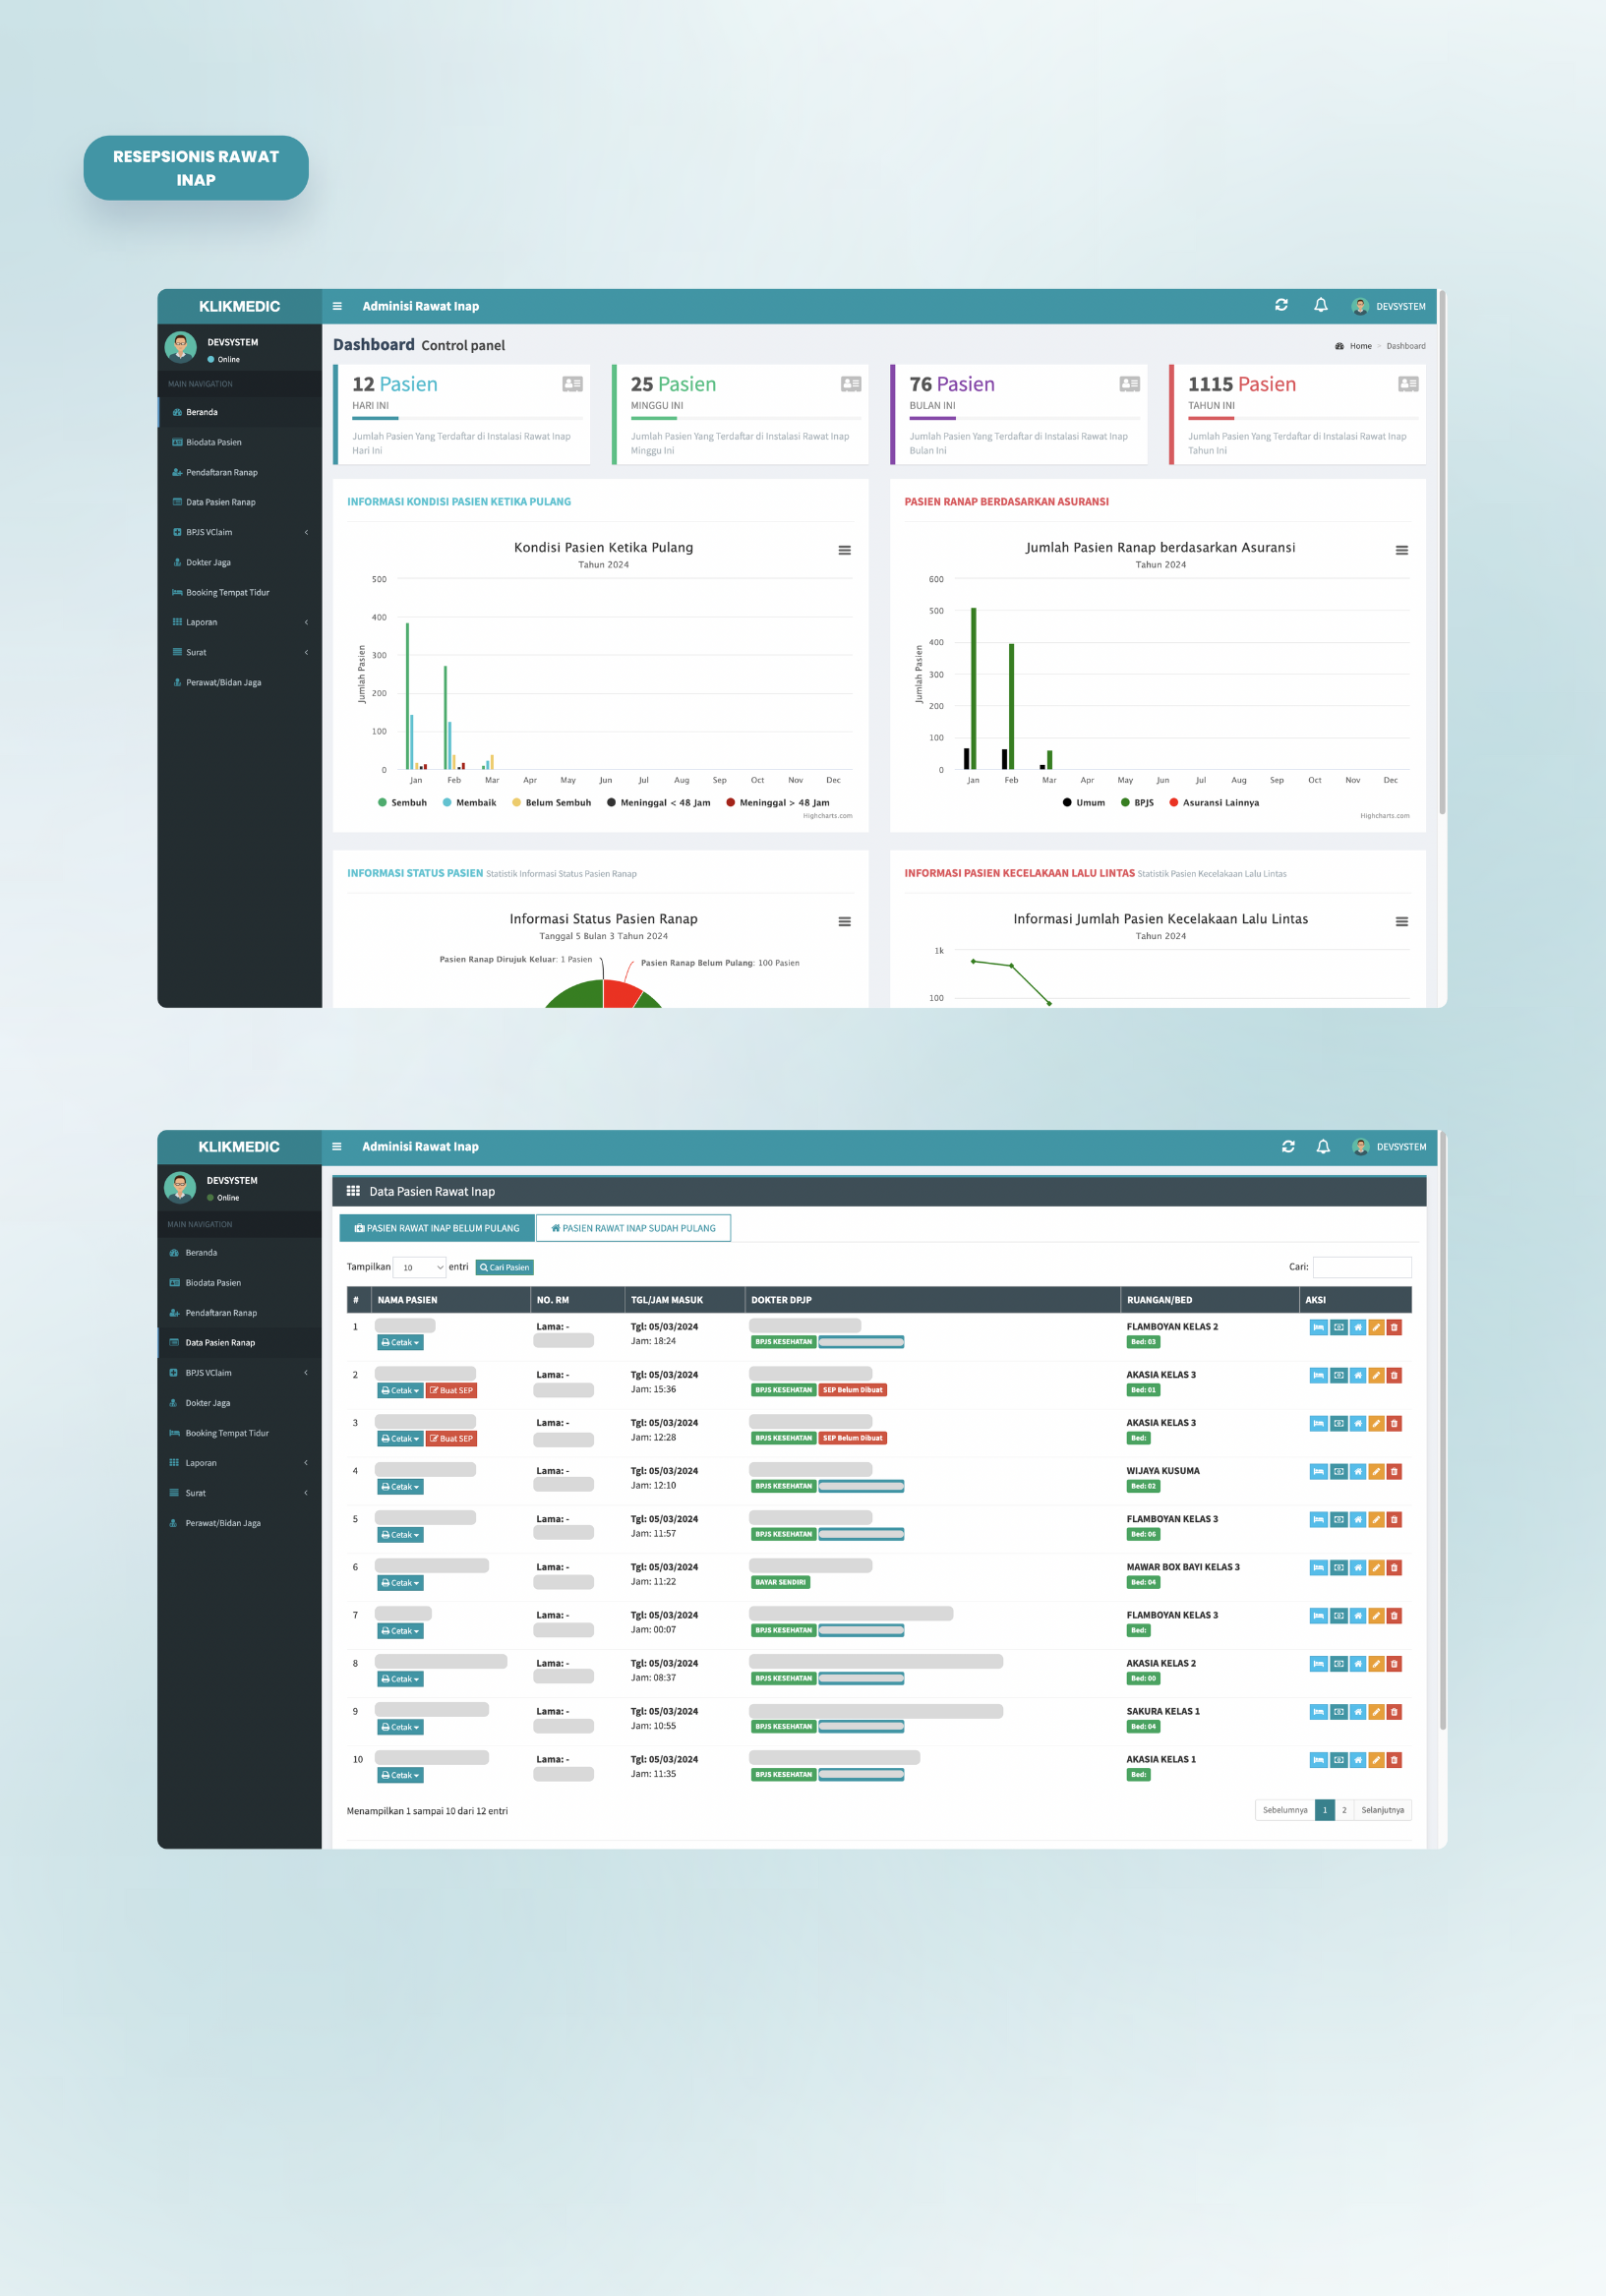 RESEPSIONIS RAWAT
INAP
KLIKMEDIC
Adminisi Rawat Inap
DEVSYSTEM
DEVSYSTEM
Online
MAIN NAVIGATION
Beranda
Biodata Pasien
Pendaftaran Ranap
Data Pasien Ranap
BPJS VClaim
Dokter Jaga
Booking Tempat Tidur
Laporan
Surat
Perawat/Bidan Jaga
Dashboard Control panel
Home > Dashboard
12 Pasien
HARI INI
Jumlah Pasien Yang Terdaftar di Instalasi Rawat Inap
Hari Ini
25 Pasien
MINGGU INI
Jumlah Pasien Yang Terdaftar di Instalasi Rawat Inap
Minggu Ini
76 Pasien
BULAN INI
Jumlah Pasien Yang Terdaftar di Instalasi Rawat Inap
Bulan Ini
1115 Pasien
TAHUN INI
Jumlah Pasien Yang Terdaftar di Instalasi Rawat Inap
Tahun Ini
INFORMASI KONDISI PASIEN KETIKA PULANG
Kondisi Pasien Ketika Pulang
Tahun 2024
Jumlah Pasien
500
400
300
200
100
0
Jan Feb Mar Apr May Jun Jul Aug Sep Oct Nov Dec
Sembuh Membaik Belum Sembuh Meninggal < 48 Jam Meninggal > 48 Jam
Highcharts.com
PASIEN RANAP BERDASARKAN ASURANSI
Jumlah Pasien Ranap berdasarkan Asuransi
Tahun 2024
Jumlah Pasien
600
500
400
300
200
100
0
Jan Feb Mar Apr May Jun Jul Aug Sep Oct Nov Dec
Umum BPJS Asuransi Lainnya
Highcharts.com
INFORMASI STATUS PASIEN Statistik Informasi Status Pasien Ranap
Informasi Status Pasien Ranap
Tanggal 5 Bulan 3 Tahun 2024
Pasien Ranap Dirujuk Keluar: 1 Pasien
Pasien Ranap Belum Pulang: 100 Pasien
INFORMASI PASIEN KECELAKAAN LALU LINTAS Statistik Pasien Kecelakaan Lalu Lintas
Informasi Jumlah Pasien Kecelakaan Lalu Lintas
Tahun 2024
1k
100
KLIKMEDIC
Adminisi Rawat Inap
DEVSYSTEM
DEVSYSTEM
Online
MAIN NAVIGATION
Beranda
Biodata Pasien
Pendaftaran Ranap
Data Pasien Ranap
BPJS VClaim
Dokter Jaga
Booking Tempat Tidur
Laporan
Surat
Perawat/Bidan Jaga
Data Pasien Rawat Inap
PASIEN RAWAT INAP BELUM PULANG
PASIEN RAWAT INAP SUDAH PULANG
Tampilkan 10 entri Cari Pasien
Cari:
# NAMA PASIEN NO. RM TGL/JAM MASUK DOKTER DPJP RUANGAN/BED AKSI
1 Lama: - Tgl: 05/03/2024 FLAMBOYAN KELAS 2
Cetak Jam: 18:24 BPJS KESEHATAN Bed: 03
2 Lama: - Tgl: 05/03/2024 AKASIA KELAS 3
Cetak Buat SEP Jam: 15:36 BPJS KESEHATAN SEP Belum Dibuat Bed: 01
3 Lama: - Tgl: 05/03/2024 AKASIA KELAS 3
Cetak Buat SEP Jam: 12:28 BPJS KESEHATAN SEP Belum Dibuat Bed:
4 Lama: - Tgl: 05/03/2024 WIJAYA KUSUMA
Cetak Jam: 12:10 BPJS KESEHATAN Bed: 02
5 Lama: - Tgl: 05/03/2024 FLAMBOYAN KELAS 3
Cetak Jam: 11:57 BPJS KESEHATAN Bed: 06
6 Lama: - Tgl: 05/03/2024 MAWAR BOX BAYI KELAS 3
Cetak Jam: 11:22 BAYAR SENDIRI Bed: 04
7 Lama: - Tgl: 05/03/2024 FLAMBOYAN KELAS 3
Cetak Jam: 00:07 BPJS KESEHATAN Bed:
8 Lama: - Tgl: 05/03/2024 AKASIA KELAS 2
Cetak Jam: 08:37 BPJS KESEHATAN Bed: 00
9 Lama: - Tgl: 05/03/2024 SAKURA KELAS 1
Cetak Jam: 10:55 BPJS KESEHATAN Bed: 04
10 Lama: - Tgl: 05/03/2024 AKASIA KELAS 1
Cetak Jam: 11:35 BPJS KESEHATAN Bed:
Menampilkan 1 sampai 10 dari 12 entri
Sebelumnya 1 2 Selanjutnya